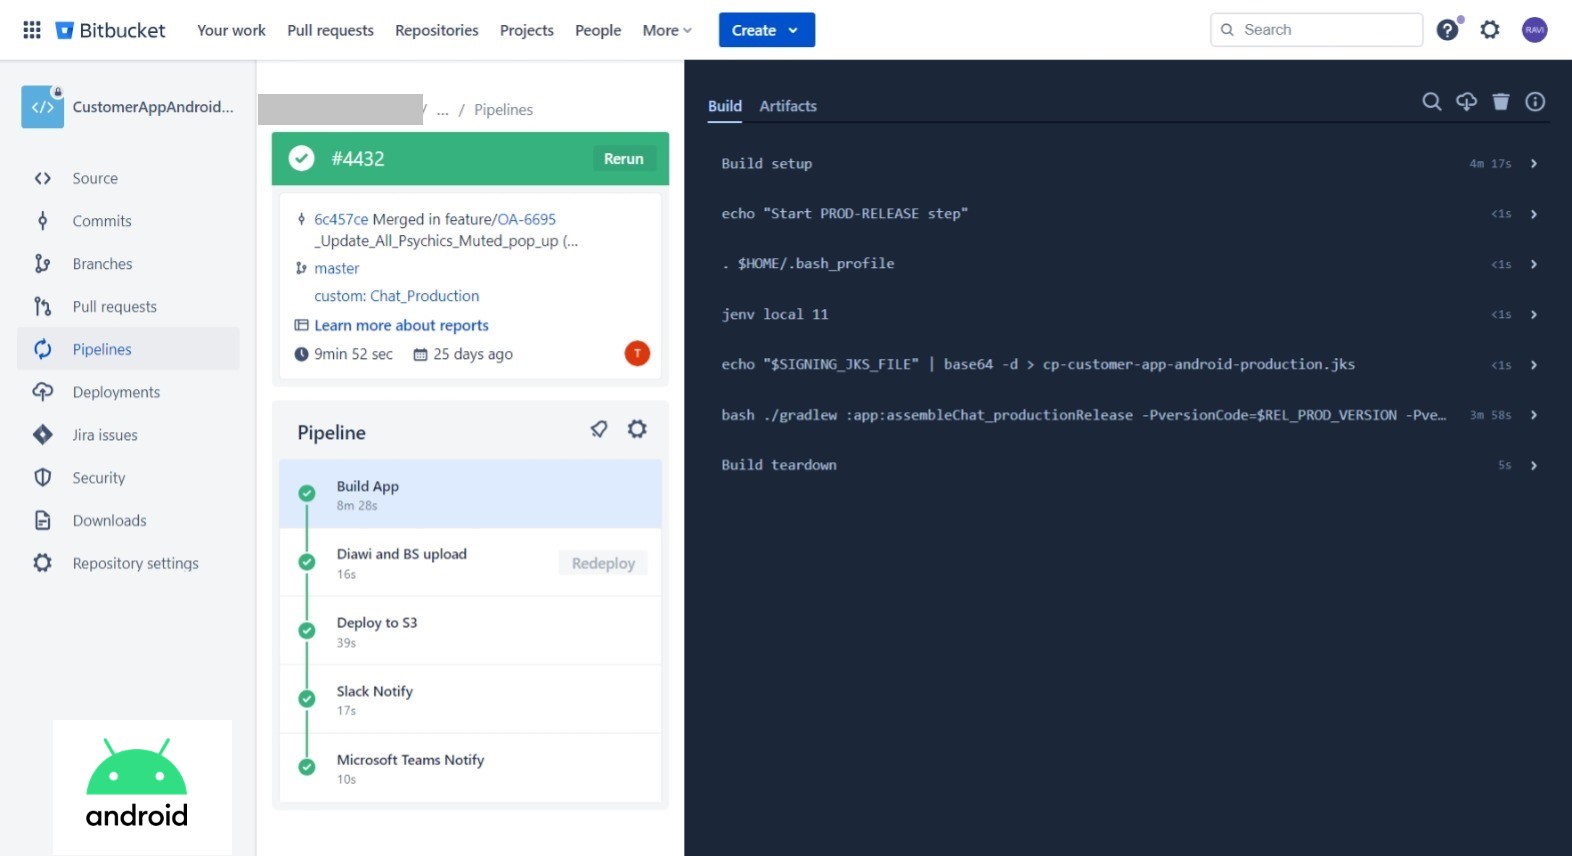 Bitbucket Your work Pull requests Repositories Projects People More Create Search RAVI
CustomerAppAndroid...
Source
Commits
Branches
Pull requests
Pipelines
Deployments
Jira issues
Security
Downloads
Repository settings
android
/ ... / Pipelines
#4432 Rerun
6c457ce Merged in feature/OA-6695
_Update_All_Psychics_Muted_pop_up (...
master
custom: Chat_Production
Learn more about reports
9min 52 sec 25 days ago T
Pipeline
Build App
8m 28s
Diawi and BS upload
16s
Redeploy
Deploy to S3
39s
Slack Notify
17s
Microsoft Teams Notify
10s
Build Artifacts
Build setup 4m 17s
echo "Start PROD-RELEASE step" <1s
. $HOME/.bash_profile <1s
jenv local 11 <1s
echo "$SIGNING_JKS_FILE" | base64 -d > cp-customer-app-android-production.jks <1s
bash ./gradlew :app:assembleChat_productionRelease -PversionCode=$REL_PROD_VERSION -Pve... 3m 58s
Build teardown 5s